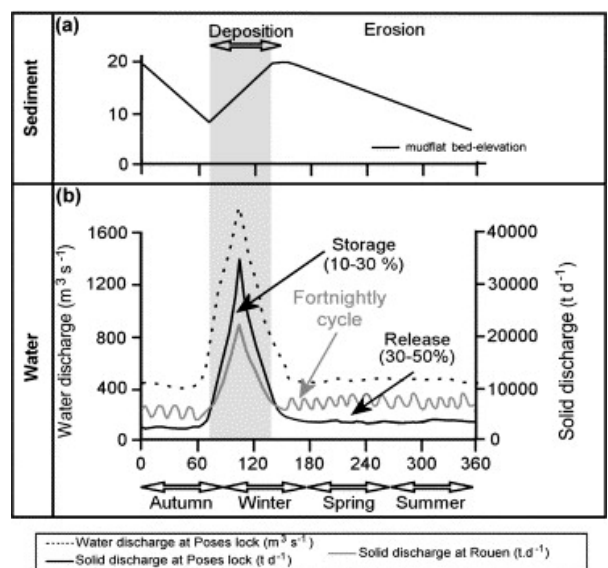 (a)
Deposition
Erosion
Sediment
20
10
0
mudflat bed-elevation
(b)
Water
Water discharge (m³ s⁻¹)
1600
1200
800
400
0
Storage
(10-30 %)
Fortnightly
cycle
Release
(30-50%)
40000
30000
20000
10000
0
Solid discharge (t d⁻¹)
0 60 120 180 240 300 360
Autumn Winter Spring Summer
Water discharge at Poses lock (m³ s⁻¹)
Solid discharge at Poses lock (t d⁻¹)
Solid discharge at Rouen (t.d⁻¹)